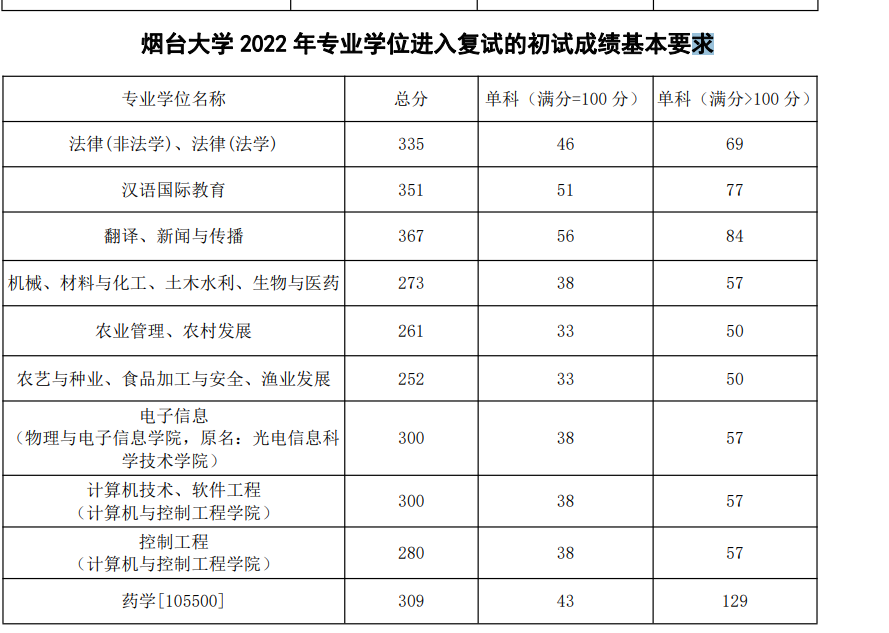 烟台大学 2022 年专业学位进入复试的初试成绩基本要求
专业学位名称 总分 单科（满分=100 分） 单科（满分>100 分）
法律(非法学)、法律(法学) 335 46 69
汉语国际教育 351 51 77
翻译、新闻与传播 367 56 84
机械、材料与化工、土木水利、生物与医药 273 38 57
农业管理、农村发展 261 33 50
农艺与种业、食品加工与安全、渔业发展 252 33 50
电子信息
（物理与电子信息学院，原名：光电信息科 300 38 57
学技术学院）
计算机技术、软件工程
（计算机与控制工程学院） 300 38 57
控制工程
（计算机与控制工程学院） 280 38 57
药学[105500] 309 43 129